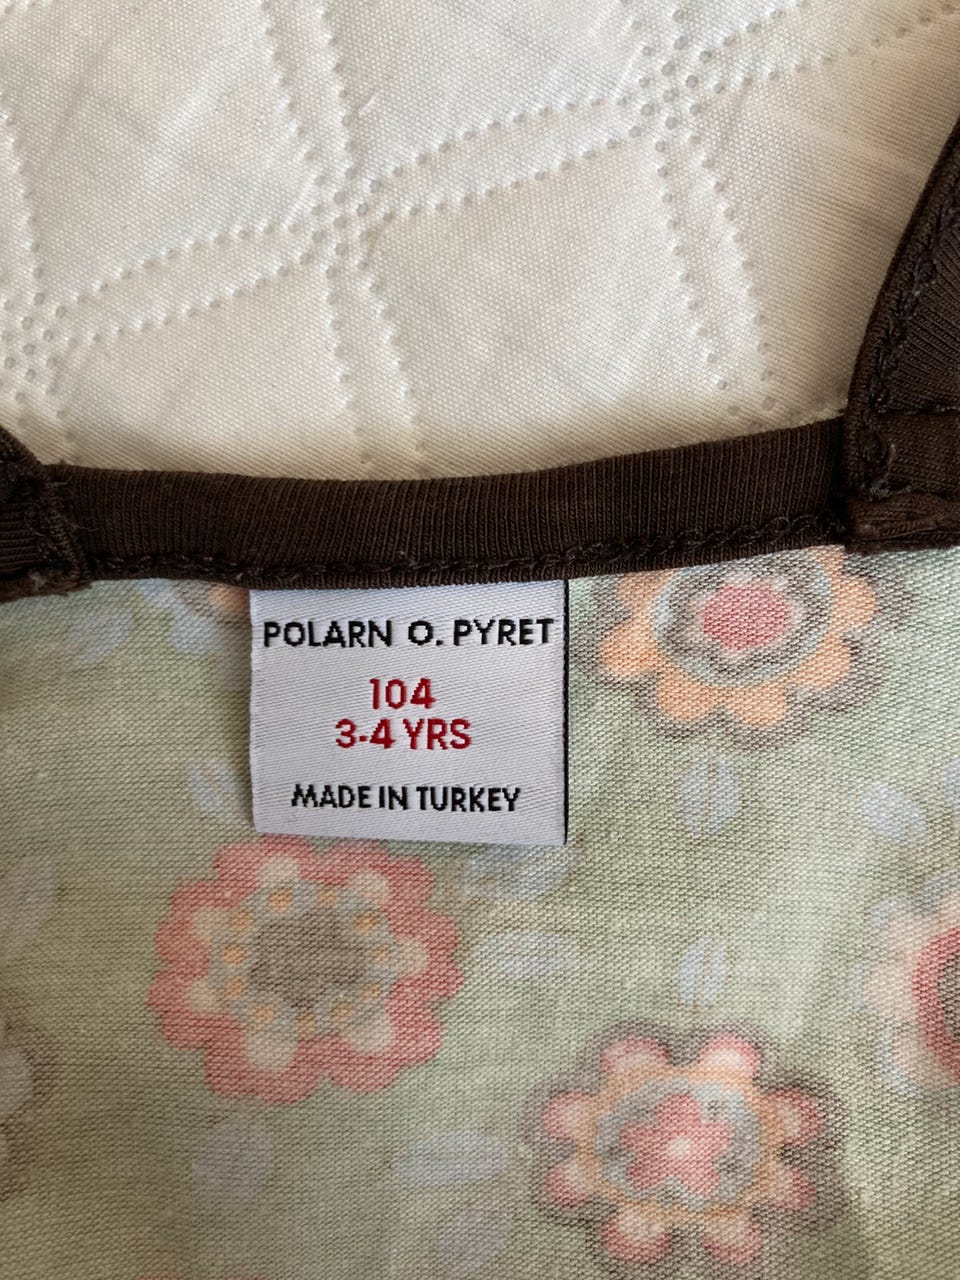 POLARN O. PYRET
104
3-4 YRS
MADE IN TURKEY